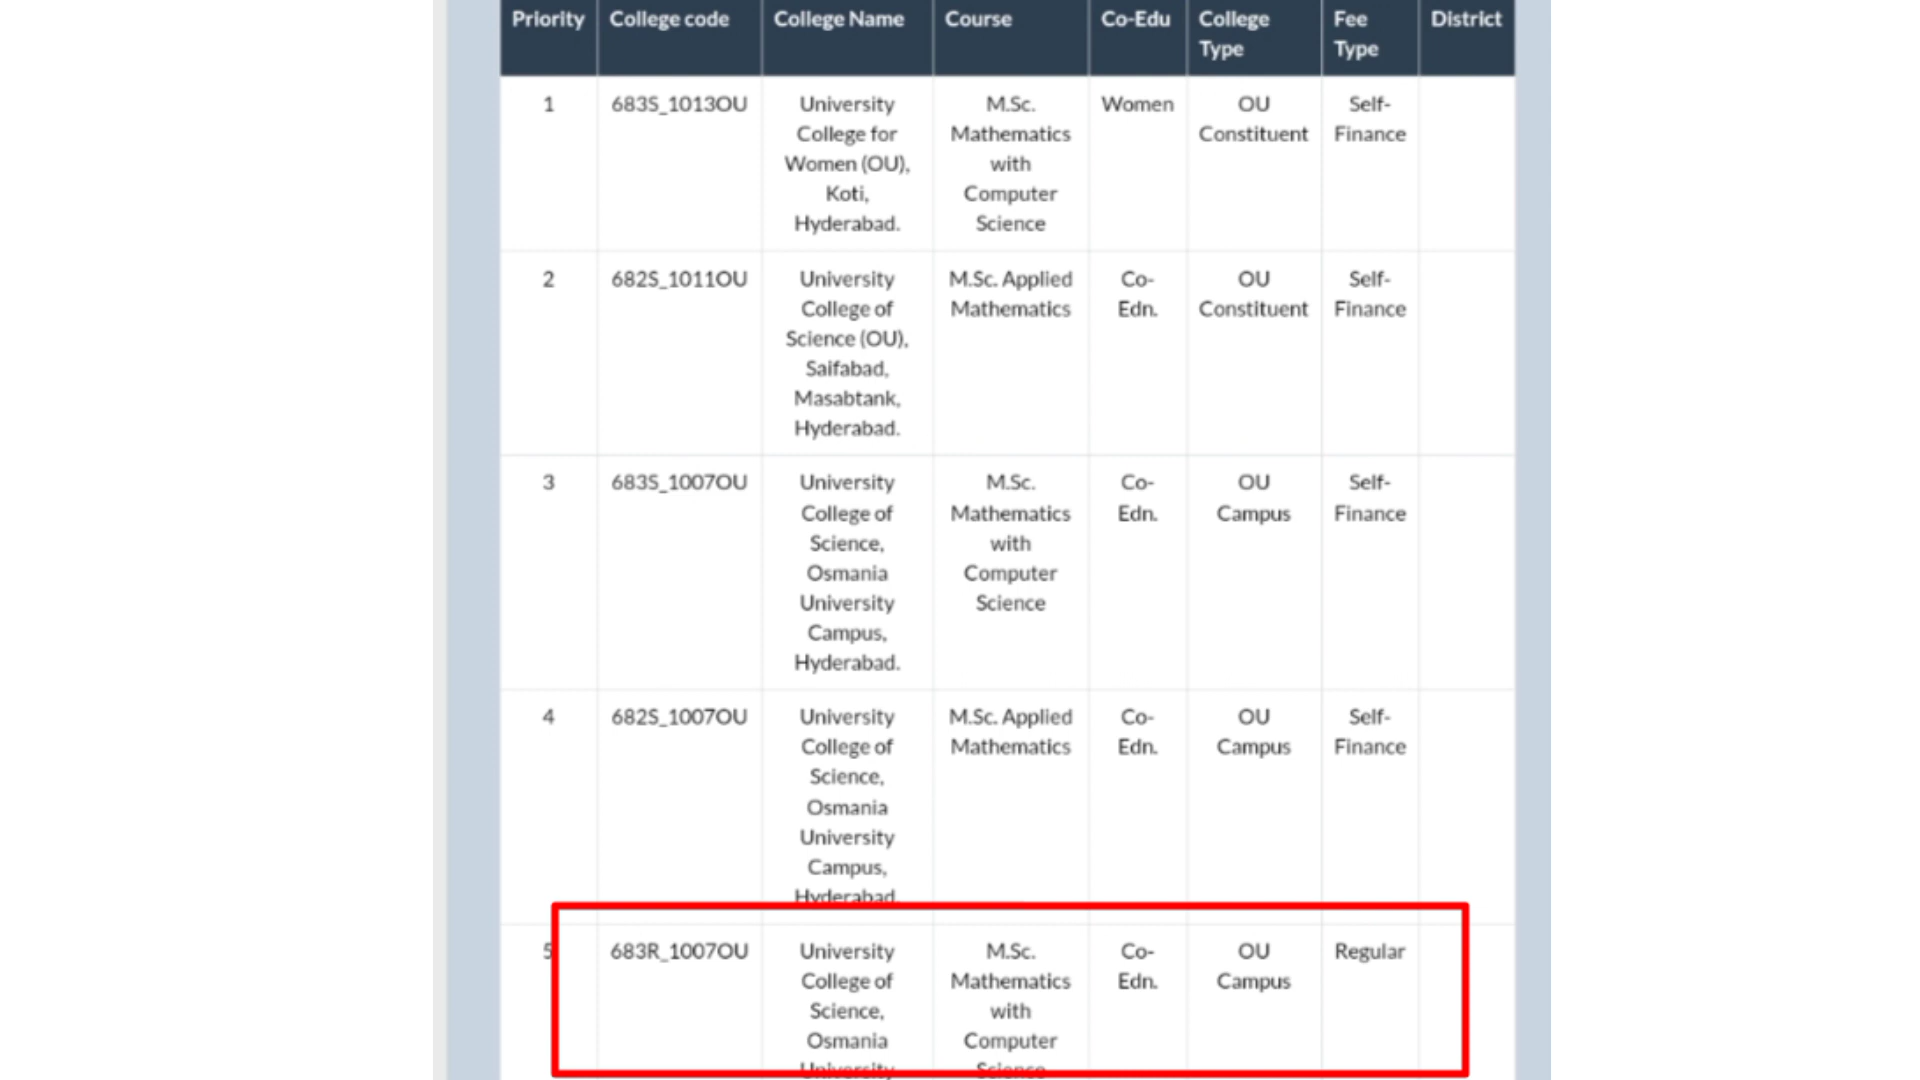 Priority College code College Name Course Co-Edu College Type Fee Type District
1 683S_1013OU University College for Women (OU), Koti, Hyderabad. M.Sc. Mathematics with Computer Science Women OU Constituent Self-Finance
2 682S_1011OU University College of Science (OU), Saifabad, Masabtank, Hyderabad. M.Sc. Applied Mathematics Co-Edn. OU Constituent Self-Finance
3 683S_1007OU University College of Science, Osmania University Campus, Hyderabad. M.Sc. Mathematics with Computer Science Co-Edn. OU Campus Self-Finance
4 682S_1007OU University College of Science, Osmania University Campus, Hyderabad. M.Sc. Applied Mathematics Co-Edn. OU Campus Self-Finance
5 683R_1007OU University College of Science, Osmania University M.Sc. Mathematics with Computer Science Co-Edn. OU Campus Regular